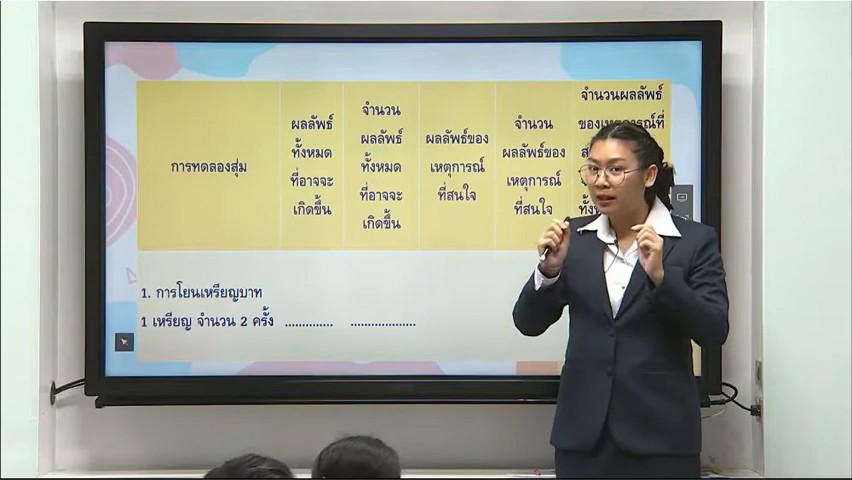 การทดลองสุ่ม
ผลลัพธ์
ทั้งหมด
ที่อาจจะ
เกิดขึ้น
จำนวน
ผลลัพธ์
ทั้งหมด
ที่อาจจะ
เกิดขึ้น
ผลลัพธ์ของ
เหตุการณ์
ที่สนใจ
จำนวน
ผลลัพธ์ของ
เหตุการณ์
ที่สนใจ
จำนวนผลลัพธ์
ของเหตุการณ์ที่
1. การโยนเหรียญบาท
1 เหรียญ จำนวน 2 ครั้ง .............. ...................